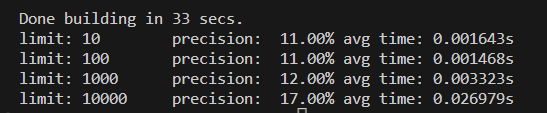 Done building in 33 secs.
limit: 10 precision: 11.00% avg time: 0.001643s
limit: 100 precision: 11.00% avg time: 0.001468s
limit: 1000 precision: 12.00% avg time: 0.003323s
limit: 10000 precision: 17.00% avg time: 0.026979s